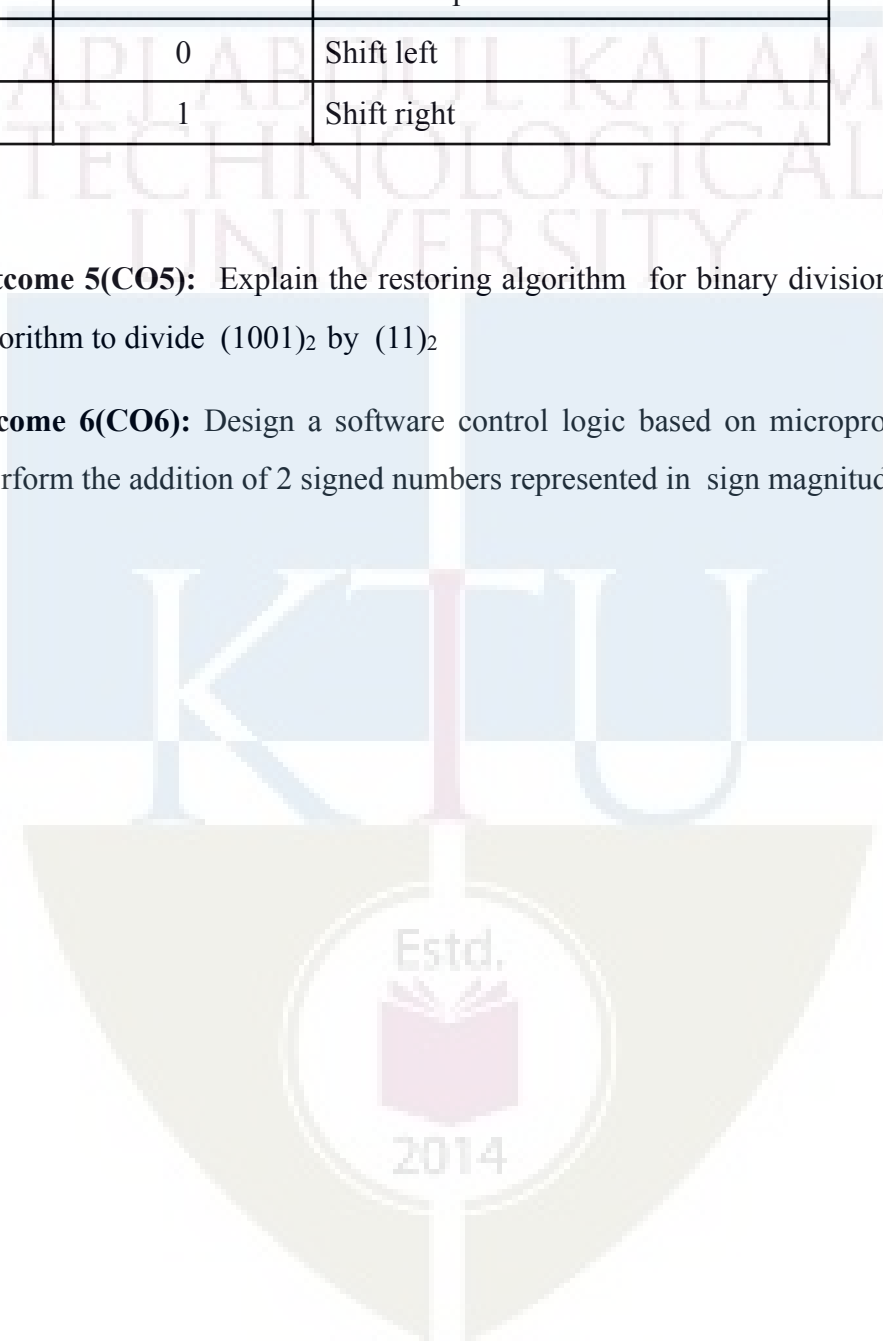 0 Shift left
1 Shift right
APJ ABDUL KALAM
TECHNOLOGICAL
UNIVERSITY
tcome 5(CO5): Explain the restoring algorithm for binary division
orithm to divide (1001)₂ by (11)₂
come 6(CO6): Design a software control logic based on micropro
rform the addition of 2 signed numbers represented in sign magnitud
KTU
Estd.
2014